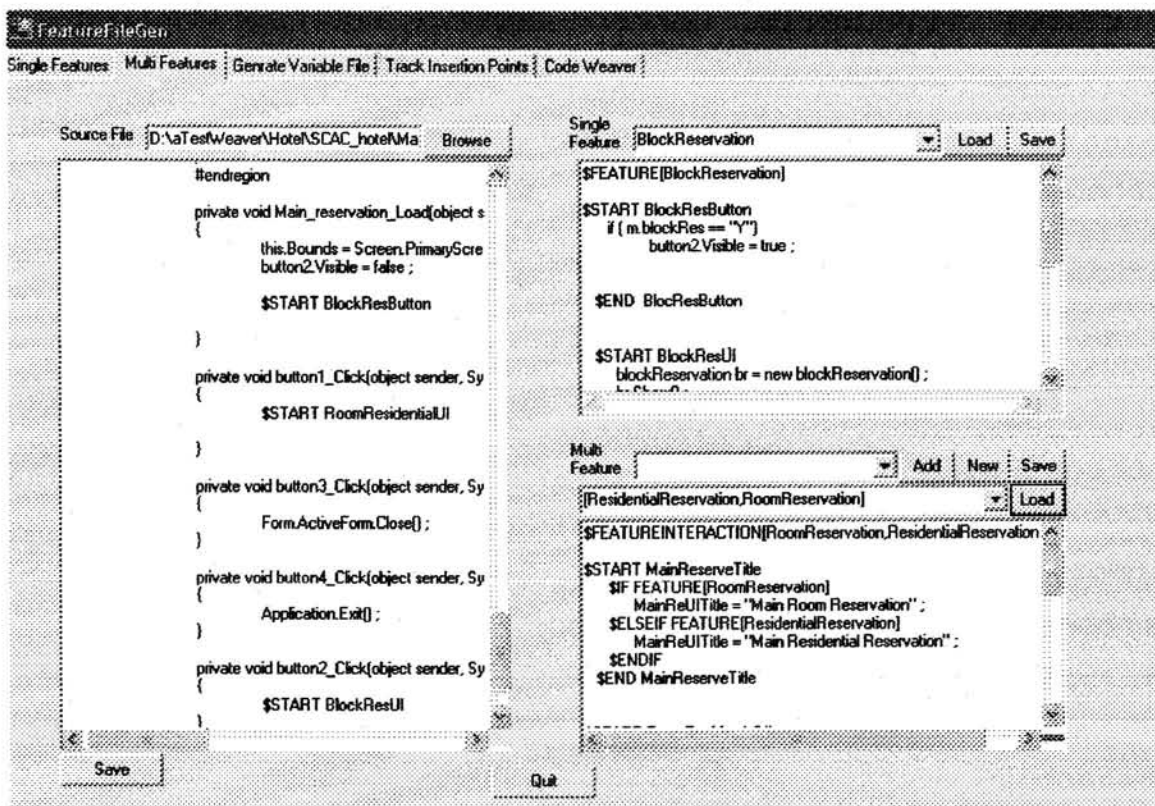 FeatureFileGen
Single Features Multi Features Genrate Variable File Track Insertion Points Code Weaver
Source File D:\aTestWeaver\Hotel\SCAC_hotel\Ma Browse
#endregion
private void Main_reservation_Load(object s
{
this.Bounds = Screen.PrimaryScre
button2.Visible = false ;
$START BlockResButton
}
private void button1_Click(object sender, Sy
{
$START RoomResidentialUI
}
private void button3_Click(object sender, Sy
{
Form.ActiveForm.Close() ;
}
private void button4_Click(object sender, Sy
{
Application.Exit() ;
}
private void button2_Click(object sender, Sy
{
$START BlockResUI
}
Save
Single
Feature BlockReservation Load Save
$FEATURE[BlockReservation]
$START BlockResButton
if ( m.blockRes == "Y")
button2.Visible = true ;
$END BlocResButton
$START BlockResUI
blockReservation br = new blockReservation() ;
Multi
Feature Add New Save
[ResidentialReservation,RoomReservation] Load
$FEATUREINTERACTION[RoomReservation,ResidentialReservation
$START MainReserveTitle
$IF FEATURE[RoomReservation]
MainReUITitle = "Main Room Reservation" ;
$ELSEIF FEATURE[ResidentialReservation]
MainReUITitle = "Main Residential Reservation" ;
$ENDIF
$END MainReserveTitle
Quit